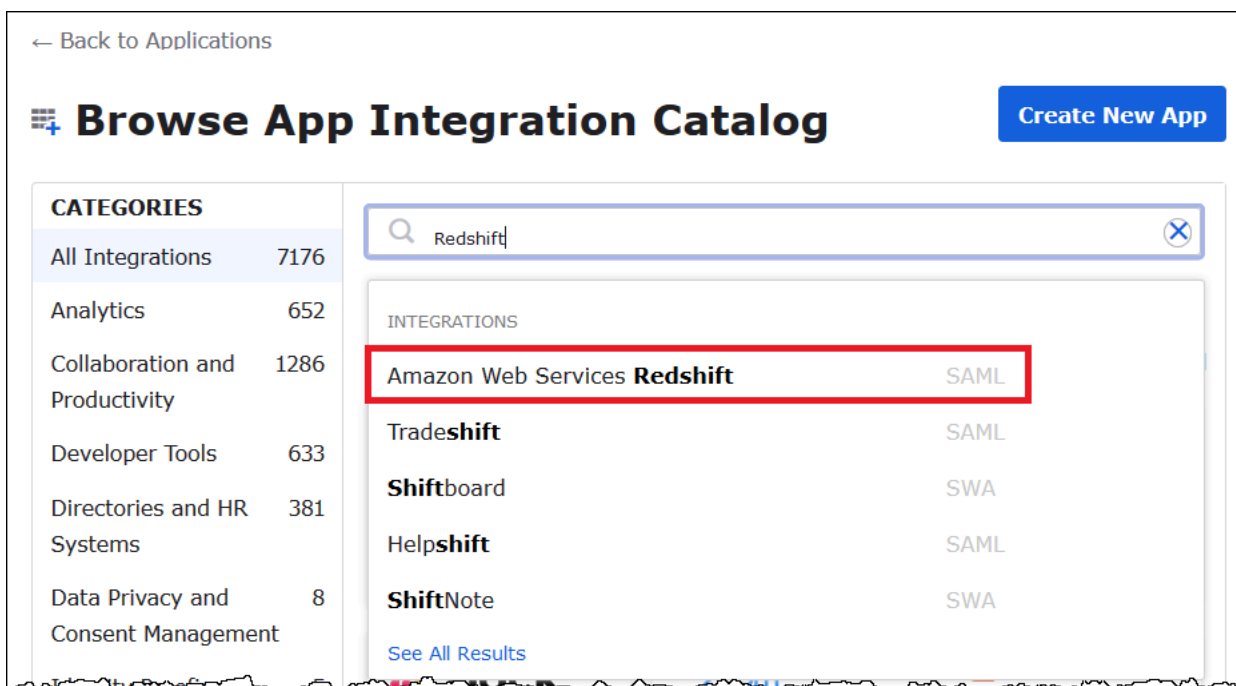 ← Back to Applications
Browse App Integration Catalog
Create New App
CATEGORIES
All Integrations 7176
Analytics 652
Collaboration and 1286
Productivity
Developer Tools 633
Directories and HR 381
Systems
Data Privacy and 8
Consent Management
Redshift
INTEGRATIONS
Amazon Web Services Redshift SAML
Tradeshift SAML
Shiftboard SWA
Helpshift SAML
ShiftNote SWA
See All Results